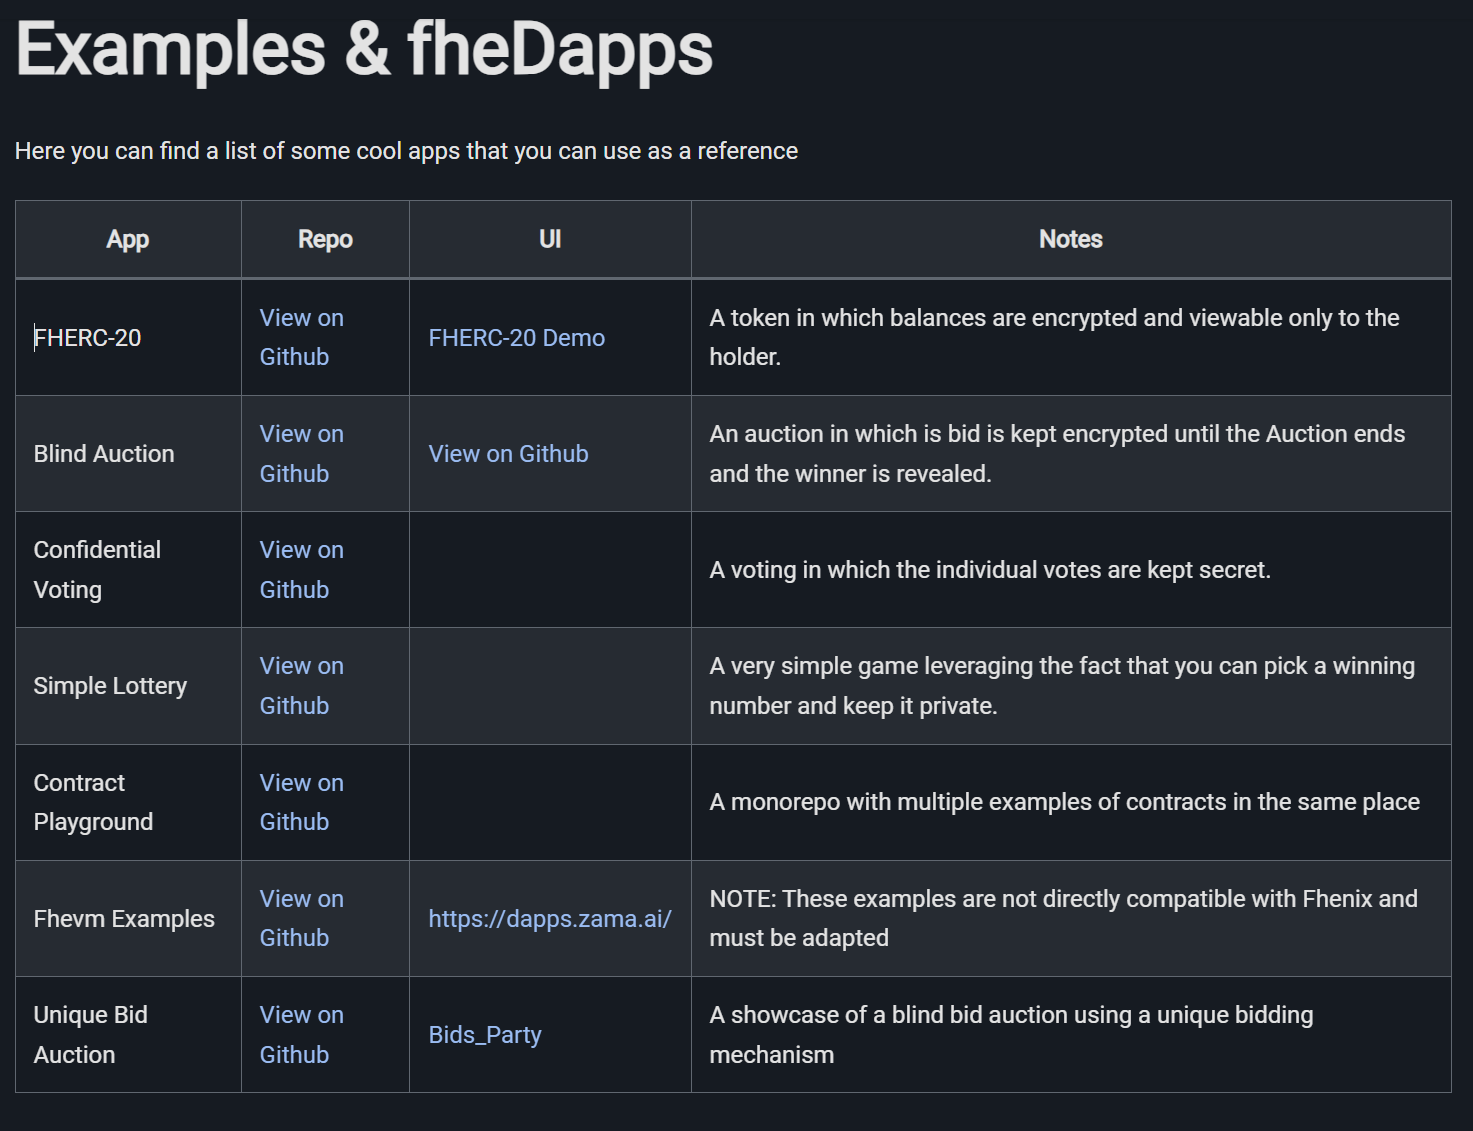 Examples & fheDapps
Here you can find a list of some cool apps that you can use as a reference
App Repo UI Notes
FHERC-20
View on
Github
FHERC-20 Demo
A token in which balances are encrypted and viewable only to the
holder.
Blind Auction
View on
Github
View on Github
An auction in which is bid is kept encrypted until the Auction ends
and the winner is revealed.
Confidential
Voting
View on
Github
A voting in which the individual votes are kept secret.
Simple Lottery
View on
Github
A very simple game leveraging the fact that you can pick a winning
number and keep it private.
Contract
Playground
View on
Github
A monorepo with multiple examples of contracts in the same place
Fhevm Examples
View on
Github
https://dapps.zama.ai/
NOTE: These examples are not directly compatible with Fhenix and
must be adapted
Unique Bid
Auction
View on
Github
Bids_Party
A showcase of a blind bid auction using a unique bidding
mechanism